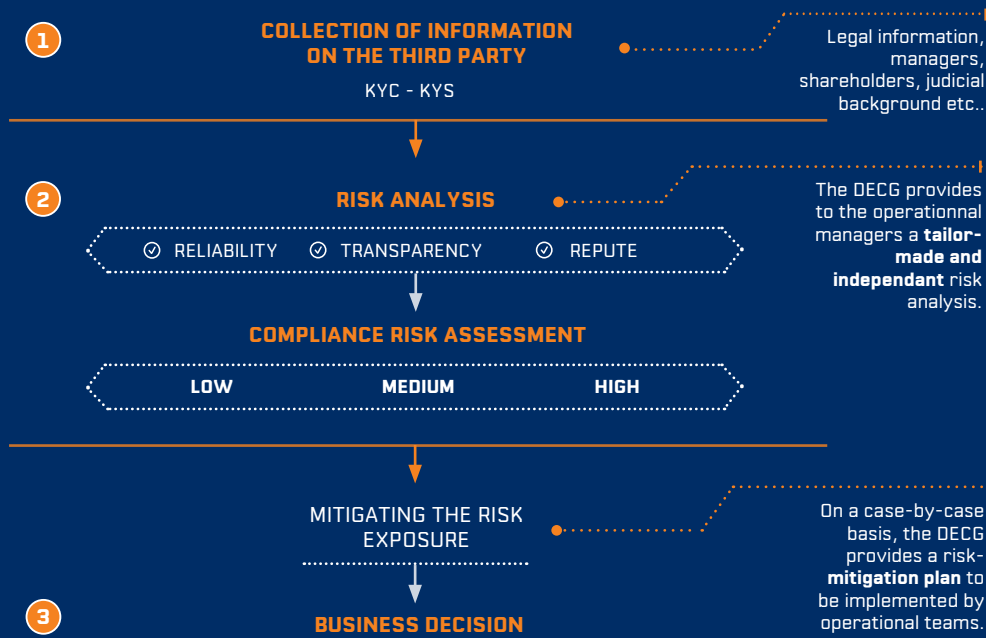 1
COLLECTION OF INFORMATION
ON THE THIRD PARTY
KYC - KYS
Legal information,
managers,
shareholders, judicial
background etc..
2
RISK ANALYSIS
RELIABILITY TRANSPARENCY REPUTE
The DECG provides
to the operationnal
managers a tailor-
made and
independant risk
analysis.
COMPLIANCE RISK ASSESSMENT
LOW MEDIUM HIGH
MITIGATING THE RISK
EXPOSURE
On a case-by-case
basis, the DECG
provides a risk-
mitigation plan to
be implemented by
operational teams.
3
BUSINESS DECISION